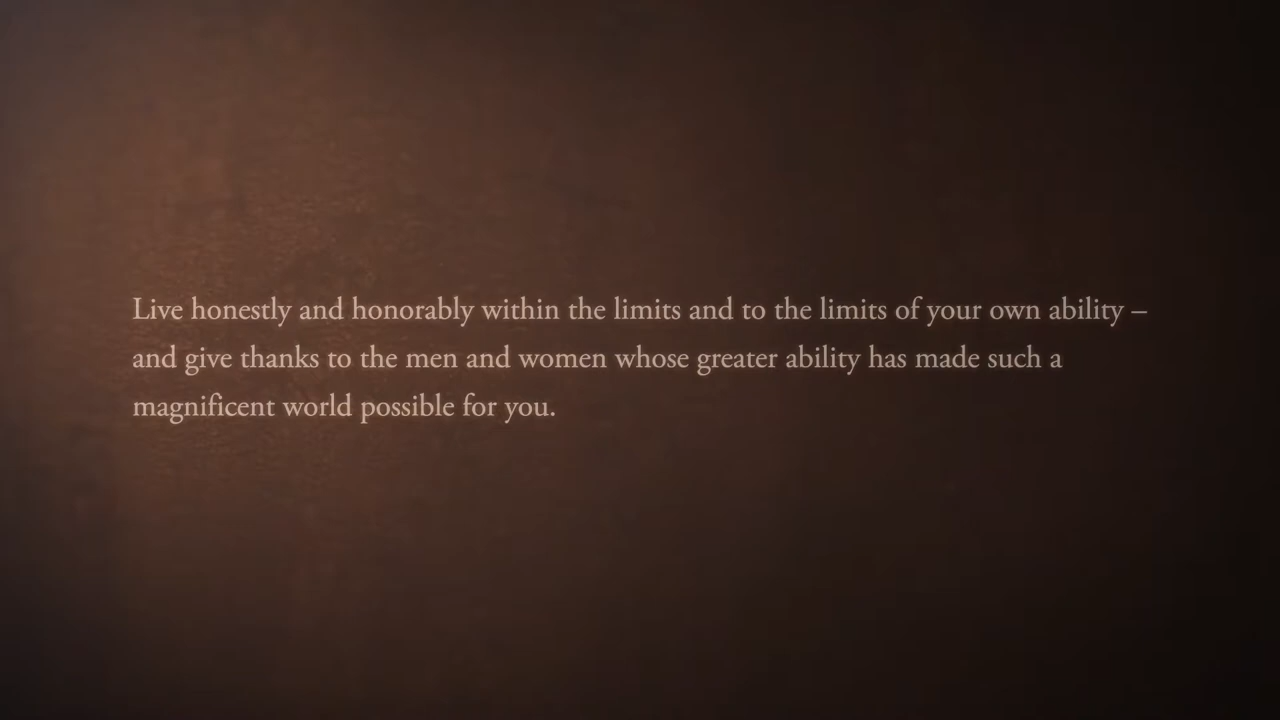 Live honestly and honorably within the limits and to the limits of your own ability –
and give thanks to the men and women whose greater ability has made such a
magnificent world possible for you.